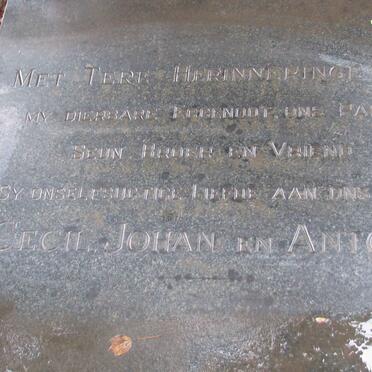 MET TERE HERINNERINGE
MY DIERBARE EGGENOOT ONS PA
SEUN BROER EN VRIEND
SY ONSELFSUGTIGE LIEFDE AAN ONS
CECIL, JOHAN EN ANTO